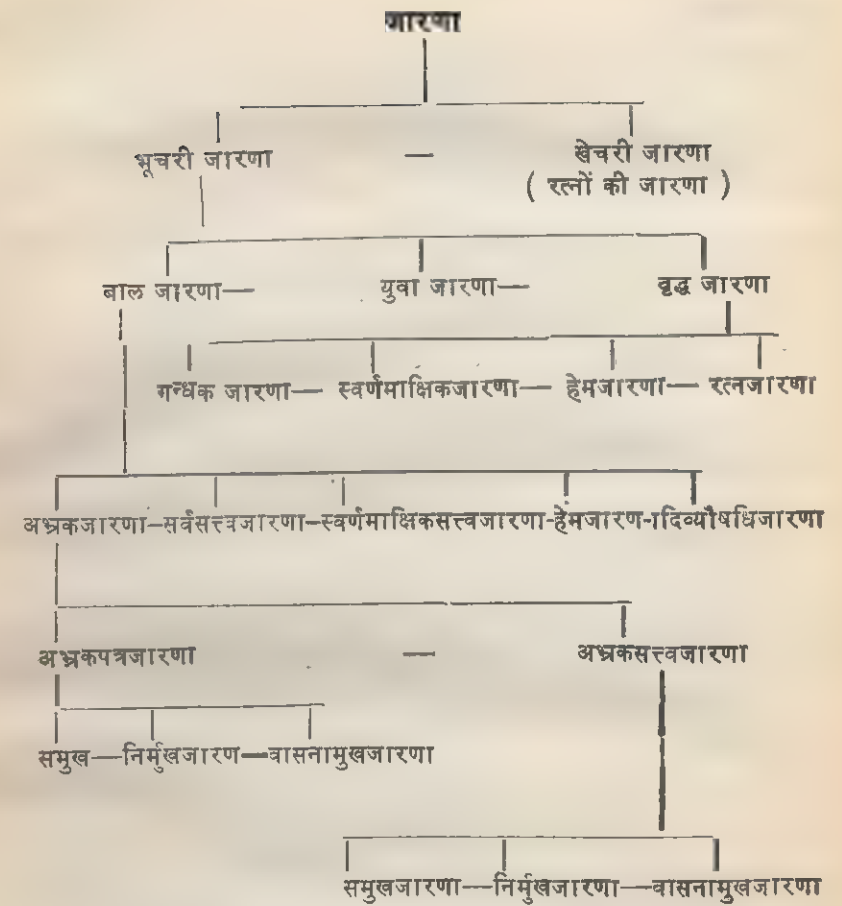 जारणा
भूचरी जारणा — खेचरी जारणा
( रत्नों की जारणा )
बाल जारणा— युवा जारणा— वृद्ध जारणा
गन्धक जारणा— स्वर्णमाक्षिकजारणा— हेमजारणा— रत्नजारणा
अभ्रकजारणा-सर्वसत्त्वजारणा-स्वर्णमाक्षिकसत्त्वजारणा-हेमजारण-ादिव्यौषधिजारणा
अभ्रकपत्रजारणा — अभ्रकसत्त्वजारणा
समुख—निर्मुखजारण—वासनामुखजारणा
समुखजारणा—निर्मुखजारणा—वासनामुखजारणा